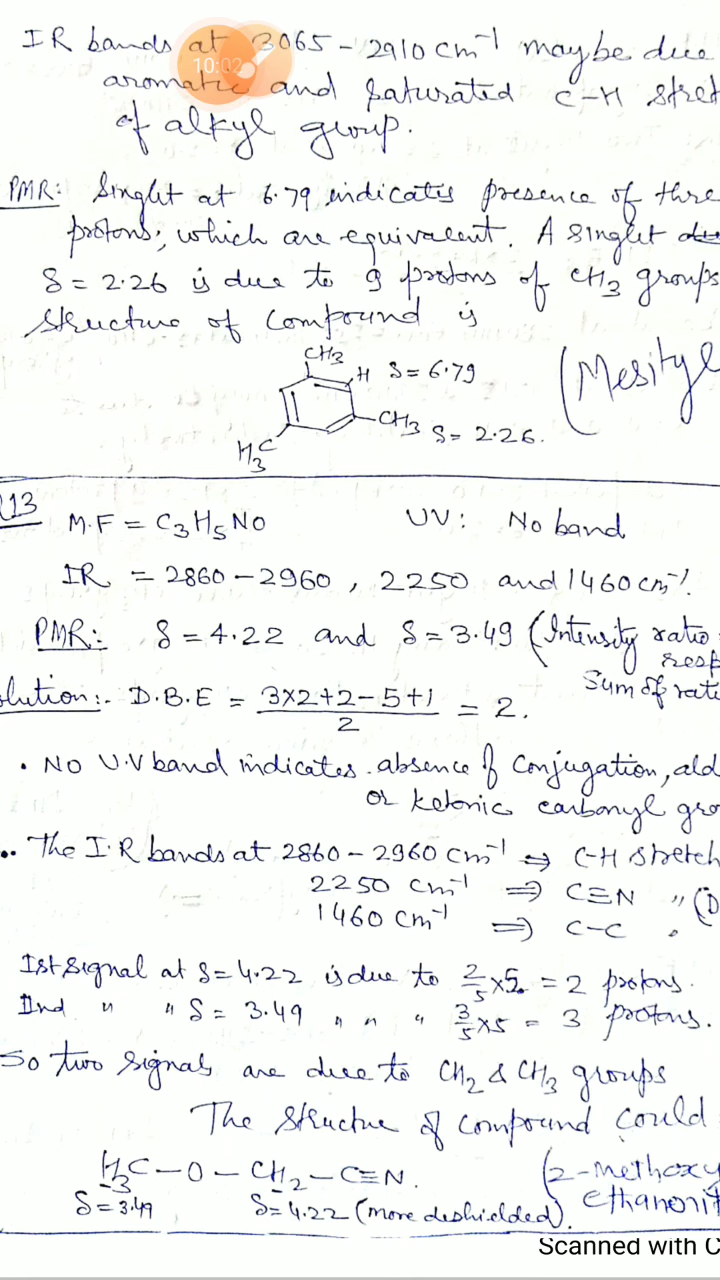 IR bands at 3065-2910 cm⁻¹ maybe due
10:02
aromatic and saturated C-H stret
of alkyl group.
PMR: Singlet at 6.79 indicates presence of thre
protons, which are equivalent. A singlet due
δ = 2.26 is due to 9 protons of CH3 groups
structure of compound is
CH3
H δ = 6.79
(Mesityle
CH3 δ = 2.26.
H3C
13
M.F = C3H5NO UV: No band
IR = 2860-2960, 2250 and 1460 cm⁻¹.
PMR: δ = 4.22 and δ = 3.49 (Intensity ratio
resp
Sum of rati
olution:. D.B.E = 3x2+2-5+1 / 2 = 2.
. No U.V band indicates absence of Conjugation, ald
or ketonic carbonyl gro
.. The I.R bands at 2860-2960 cm⁻¹ ⇒ C-H stretch
2250 cm⁻¹ ⇒ C≡N " (D
1460 cm⁻¹ ⇒ C-C
Ist Signal at δ = 4.22 is due to 2/5 x 5 = 2 protons.
IInd " " δ = 3.49 " " " 3/5 x 5 = 3 protons.
So two signals are due to CH2 & CH3 groups
The structure of compound could
H3C-O-CH2-C≡N. (2-methoxy
ethanonit
δ = 3.49 δ = 4.22 (more deshielded).
Scanned with C